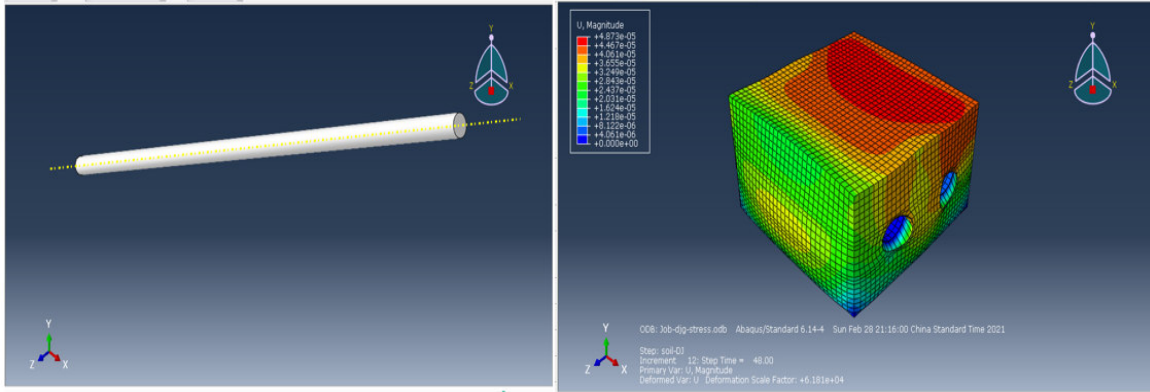 Y
Z
X
Y
Z
X
U, Magnitude
+4.873e-05
+4.467e-05
+4.061e-05
+3.655e-05
+3.249e-05
+2.843e-05
+2.437e-05
+2.031e-05
+1.624e-05
+1.218e-05
+8.122e-06
+4.061e-06
+0.000e+00
Y
Z
X
Y
Z
X
ODB: Job-djg-stress.odb Abaqus/Standard 6.14-4 Sun Feb 28 21:16:00 China Standard Time 2021
Step: soil-DJ
Increment 12: Step Time = 48.00
Primary Var: U, Magnitude
Deformed Var: U Deformation Scale Factor: +6.181e+04